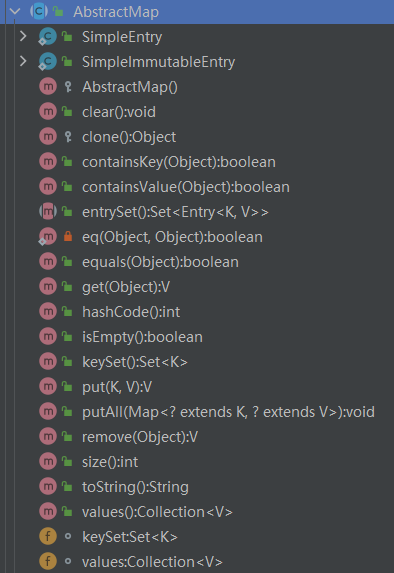 AbstractMap
SimpleEntry
SimpleImmutableEntry
AbstractMap()
clear():void
clone():Object
containsKey(Object):boolean
containsValue(Object):boolean
entrySet():Set<Entry<K, V>>
eq(Object, Object):boolean
equals(Object):boolean
get(Object):V
hashCode():int
isEmpty():boolean
keySet():Set<K>
put(K, V):V
putAll(Map<? extends K, ? extends V>):void
remove(Object):V
size():int
toString():String
values():Collection<V>
keySet:Set<K>
values:Collection<V>